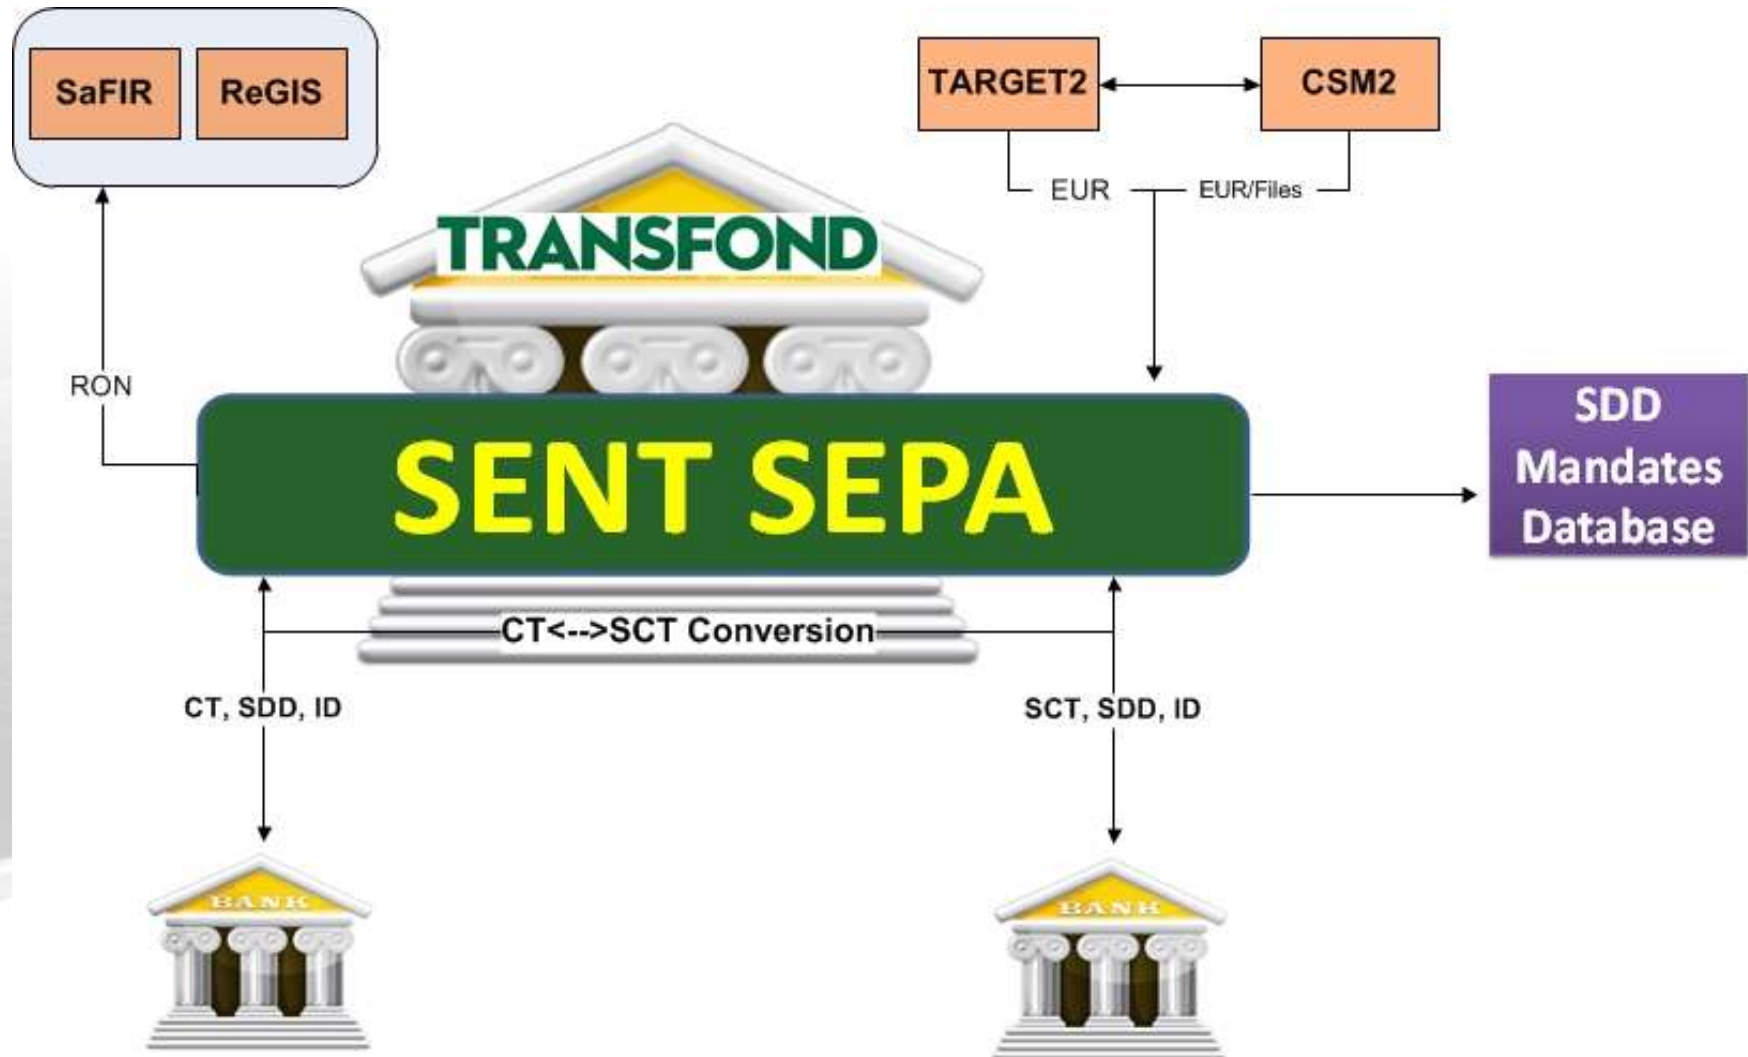 SaFIR
ReGIS
TARGET2
CSM2
EUR
EUR/Files
TRANSFOND
RON
SENT SEPA
SDD
Mandates
Database
CT<-->SCT Conversion
CT, SDD, ID
SCT, SDD, ID
BANK
BANK